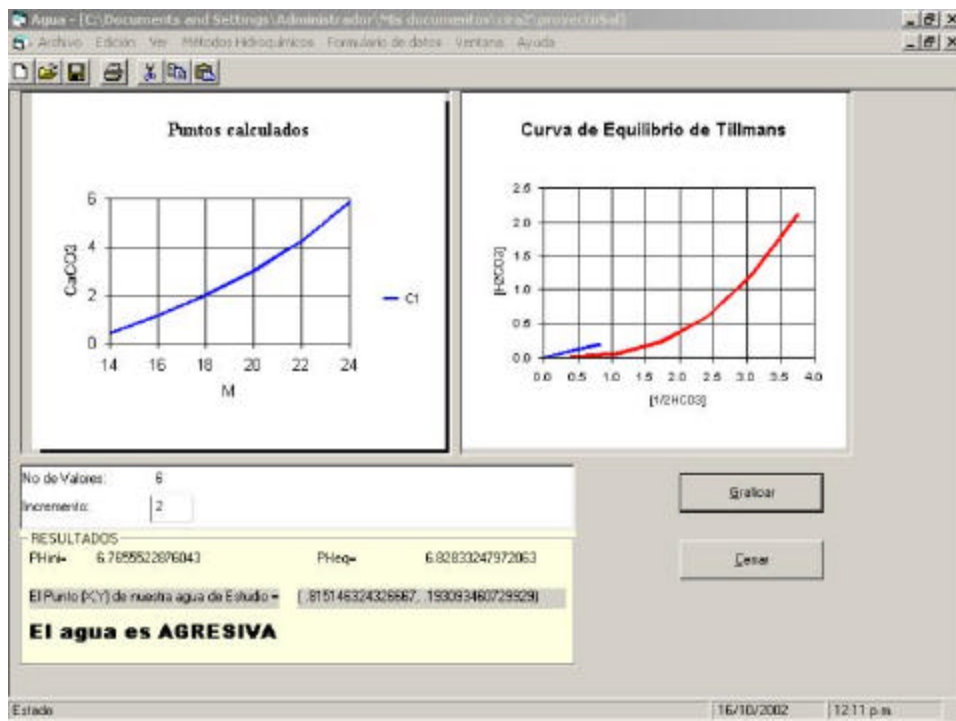 Agua - [C:\Documents and Settings\Administrador\Mis documentos\cira2\proyectoSal]
Archivo Edición Ver Métodos Hidroquímicos Formulario de datos Ventana Ayuda
Puntos calculados
6
4
2
0
14 16 18 20 22 24
CaCO3
M
C1
Curva de Equilibrio de Tillmans
2.5
2.0
1.5
1.0
0.5
0.0
0.0 0.5 1.0 1.5 2.0 2.5 3.0 3.5 4.0
[H2CO3]
[1/2HCO3]
No de Valores: 6
Incremento: 2
Graficar
Cerrar
RESULTADOS
PHini= PHeq= 6.82833247972063
El Punto (X,Y) de nuestra agua de Estudio = (.815146324326667, .193093460729929)
El agua es AGRESIVA
Estado 16/10/2002 12:11 p.m.